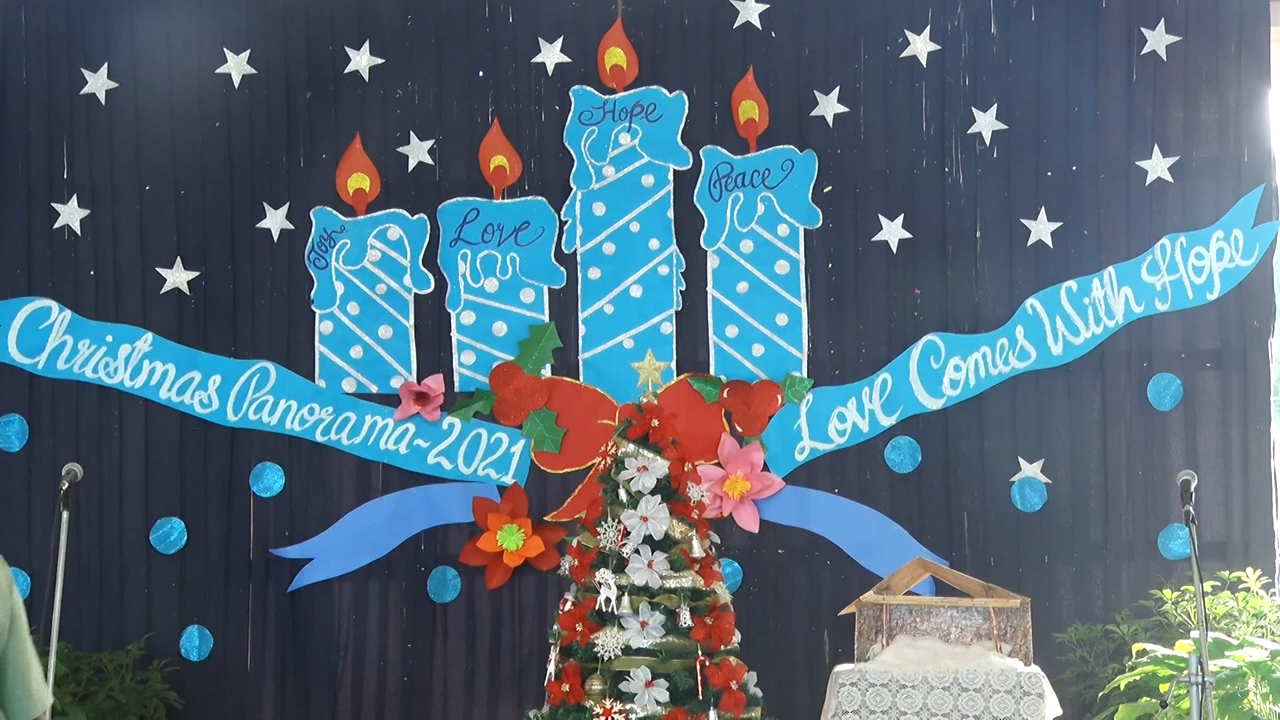 Hope
Peace
Joy
Love
Christmas Panorama~2021
Love Comes With Hope